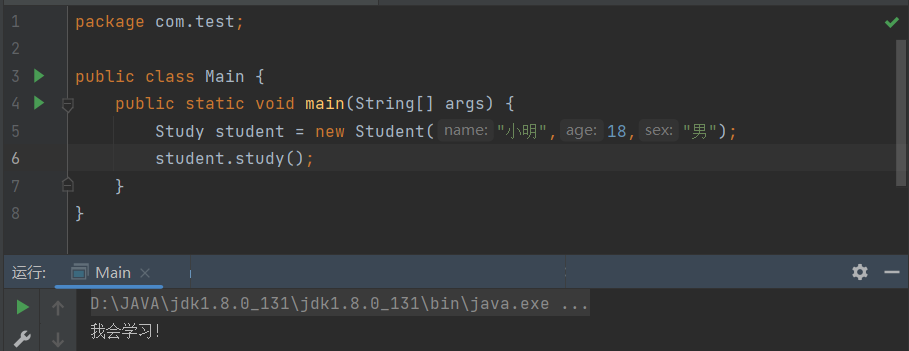 1 package com.test;
2
3 public class Main {
4 public static void main(String[] args) {
5 Study student = new Student( name: "小明", age: 18, sex: "男");
6 student.study();
7 }
8 }
运行: Main ×
D:\JAVA\jdk1.8.0_131\jdk1.8.0_131\bin\java.exe ...
我会学习!